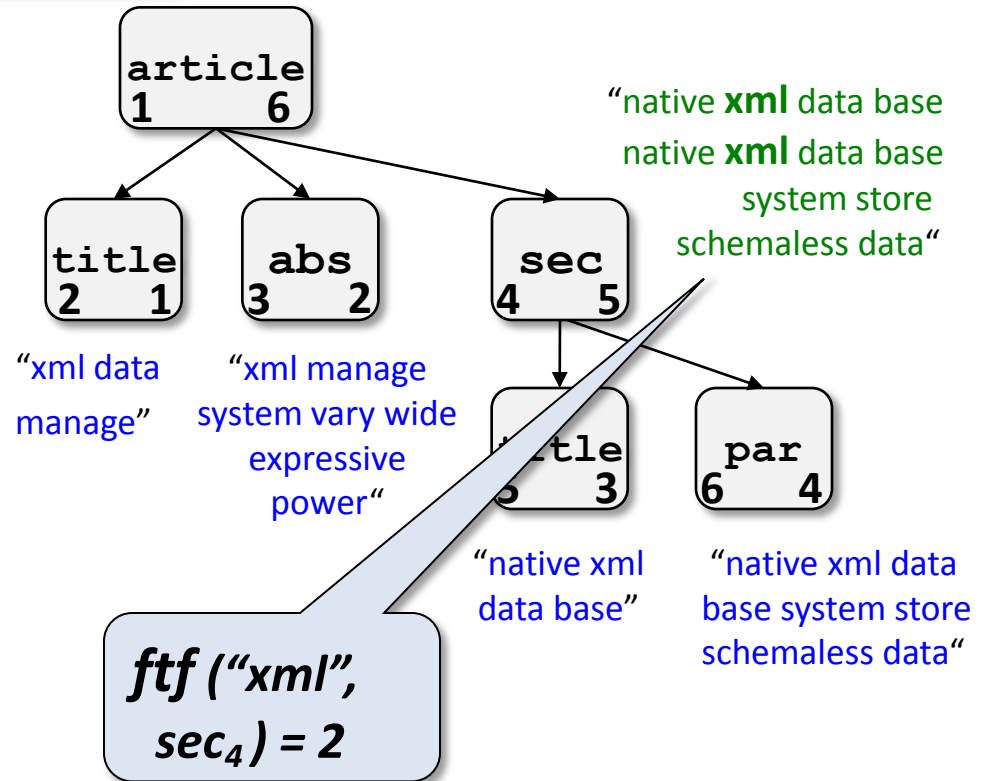 article
1 6
“native xml data base
native xml data base
system store
schemaless data“
title
2 1
abs
3 2
sec
4 5
“xml data
manage”
“xml manage
system vary wide
expressive
power“
3
par
6 4
“native xml
data base”
“native xml data
base system store
schemaless data“
ftf (“xml”,
sec₄ ) = 2